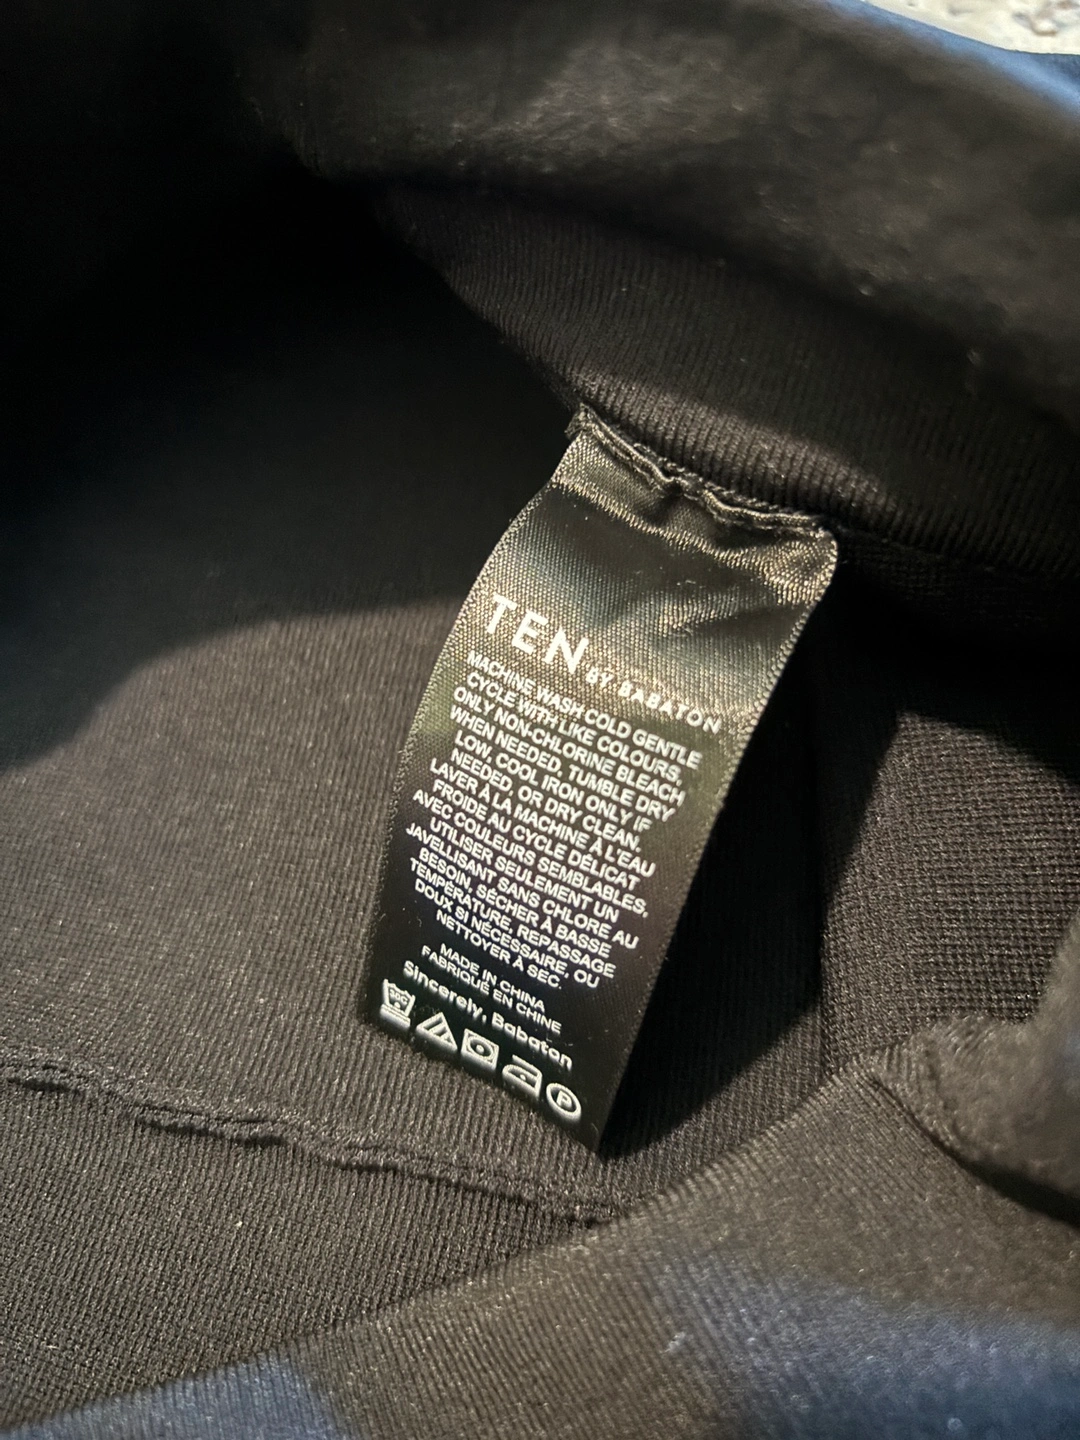 TEN BY BABATON
MACHINE WASH COLD GENTLE
CYCLE WITH LIKE COLOURS,
ONLY NON-CHLORINE BLEACH
WHEN NEEDED, TUMBLE DRY
LOW, COOL IRON ONLY IF
NEEDED, OR DRY CLEAN.
LAVER À LA MACHINE À L'EAU
FROIDE AU CYCLE DÉLICAT
AVEC COULEURS SEMBLABLES,
UTILISER SEULEMENT UN
JAVELLISANT SANS CHLORE AU
BESOIN, SÉCHER À BASSE
TEMPÉRATURE, REPASSAGE
DOUX SI NÉCESSAIRE, OU
NETTOYER À SEC.
MADE IN CHINA
FABRIQUÉ EN CHINE
Sincerely, Babaton
30°C
P